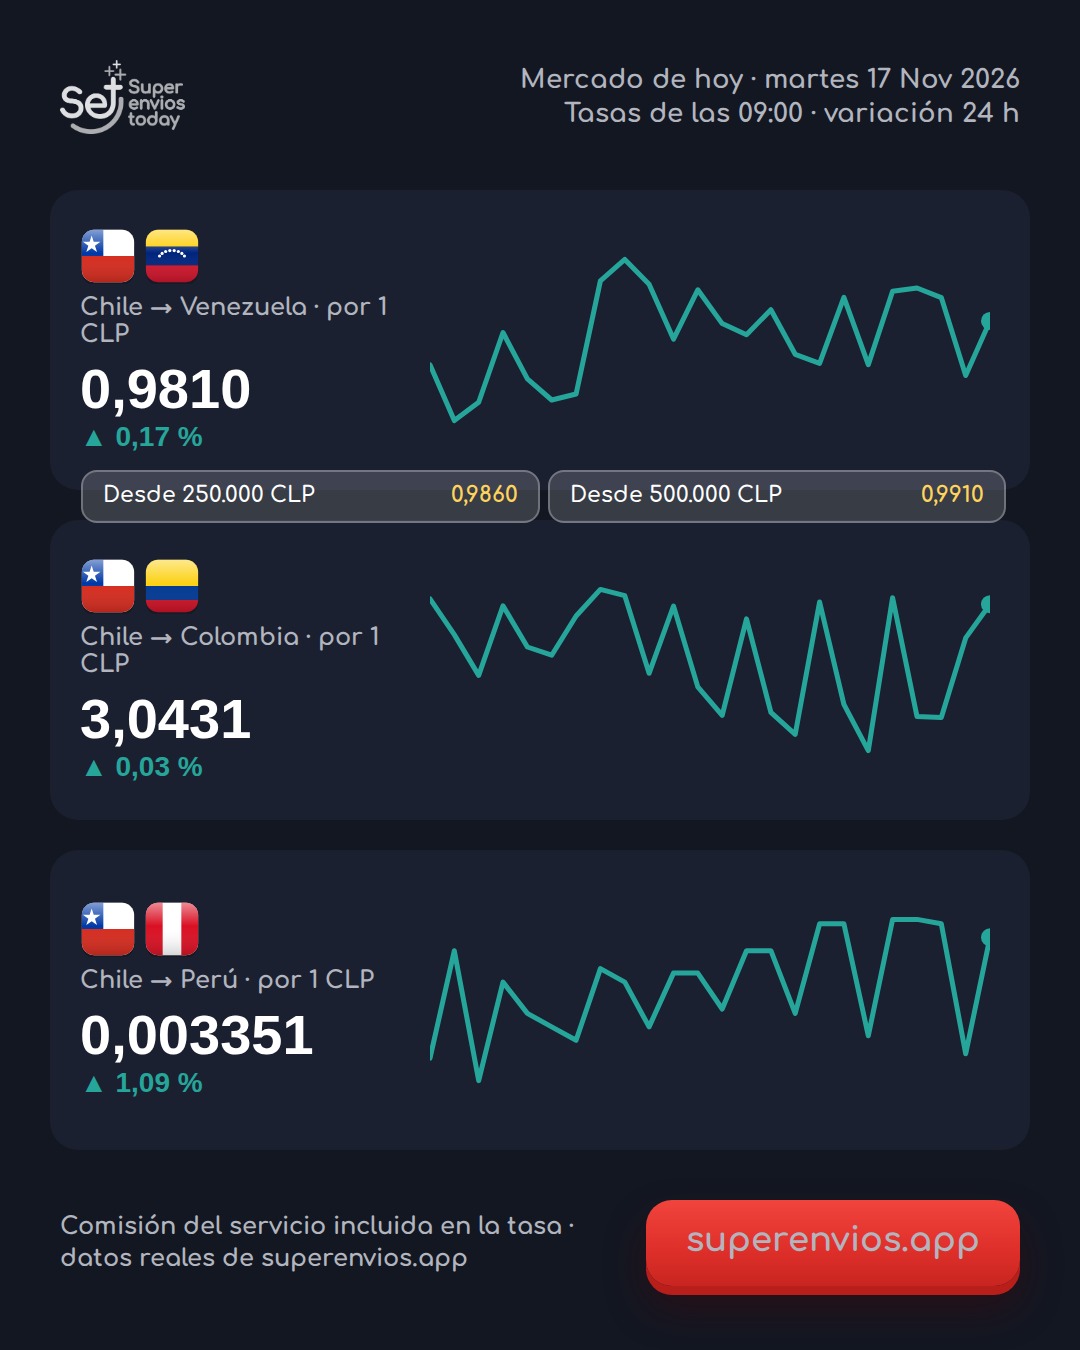 Set Super
envios
today
Mercado de hoy · martes 17 Nov 2026
Tasas de las 09:00 · variación 24 h
Chile → Venezuela · por 1
CLP
0,9810
▲ 0,17 %
Desde 250.000 CLP 0,9860
Desde 500.000 CLP 0,9910
Chile → Colombia · por 1
CLP
3,0431
▲ 0,03 %
Chile → Perú · por 1 CLP
0,003351
▲ 1,09 %
Comisión del servicio incluida en la tasa ·
datos reales de superenvios.app
superenvios.app